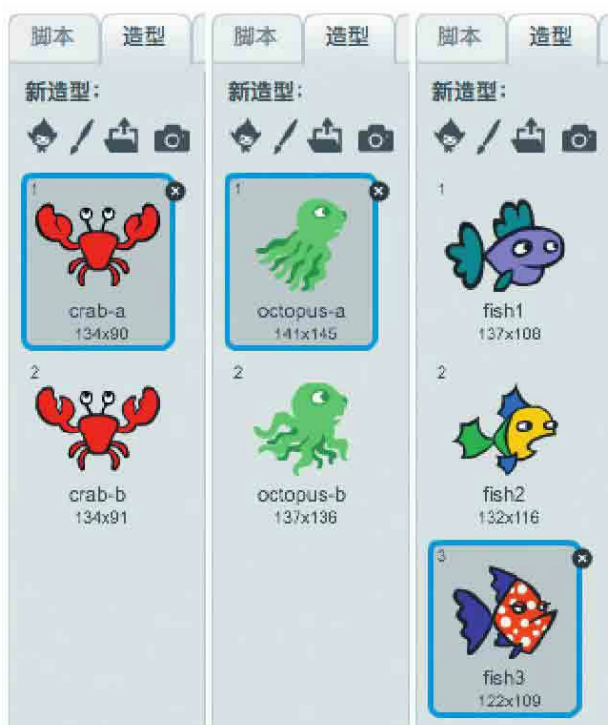 脚本 造型
新造型:
1
crab-a
134x90
2
crab-b
134x91
脚本 造型
新造型:
1
octopus-a
141x145
2
octopus-b
137x136
脚本 造型
新造型:
1
fish1
137x108
2
fish2
132x116
3
fish3
122x109